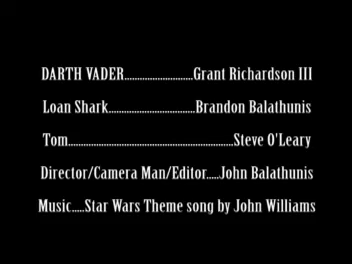 DARTH VADER.............................Grant Richardson III
Loan Shark....................................Brandon Balathunis
Tom.....................................................................Steve O'Leary
Director/Camera Man/Editor.....John Balathunis
Music.....Star Wars Theme song by John Williams